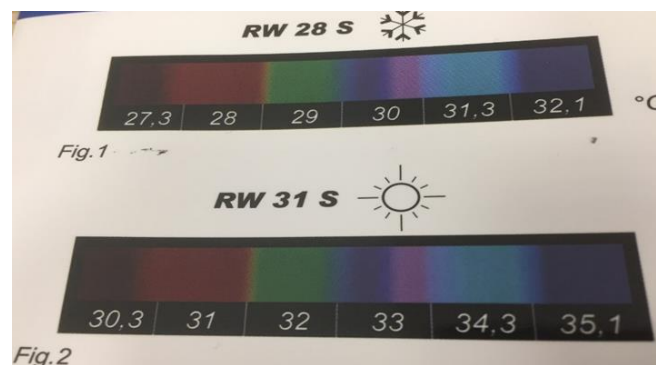 RW 28 S
27,3 28 29 30 31,3 32,1 °C
Fig.1
RW 31 S
30,3 31 32 33 34,3 35,1
Fig.2